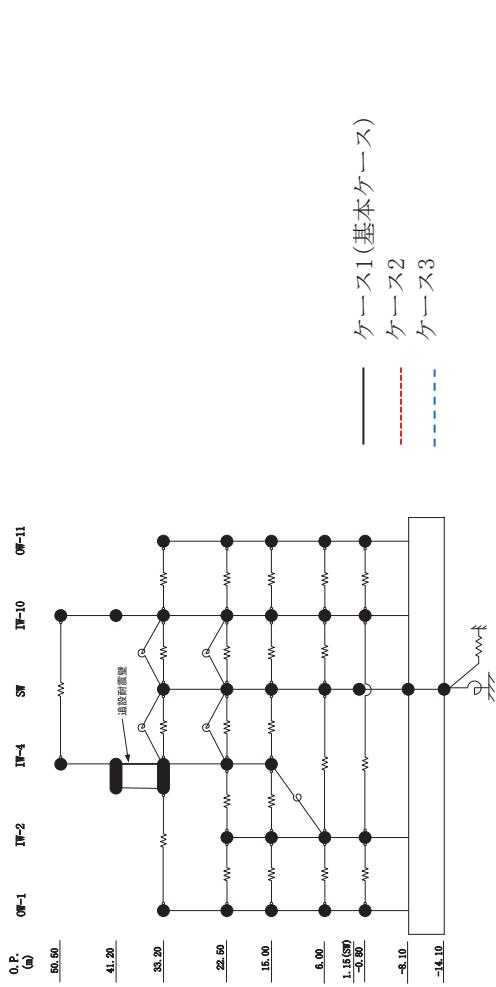 O.P.
(m)
OW-1
IW-2
IW-4
SW
IW-10
OW-11
50.50
41.20
33.20
22.50
15.00
6.00
1.15(SW)
-0.80
-8.10
-14.10
追設耐震壁
ケース1(基本ケース)
ケース2
ケース3